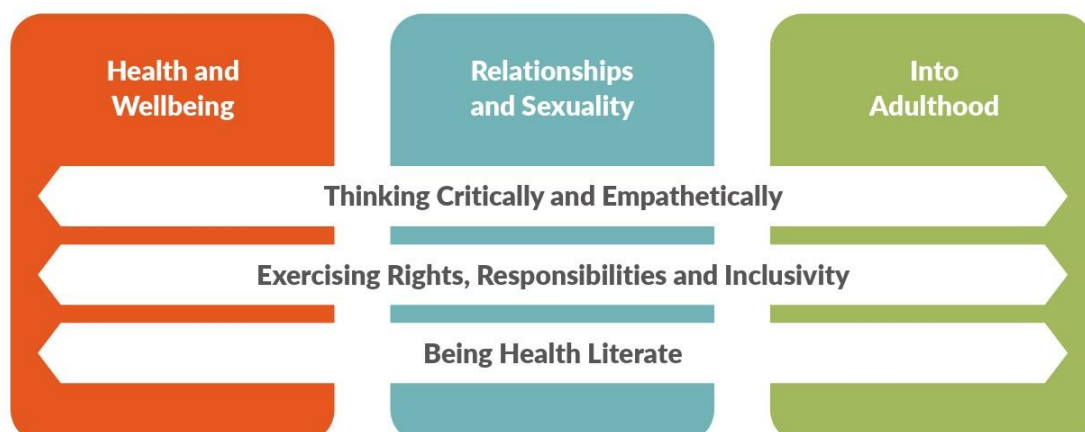 Health and
Wellbeing
Relationships
and Sexuality
Into
Adulthood
Thinking Critically and Empathetically
Exercising Rights, Responsibilities and Inclusivity
Being Health Literate